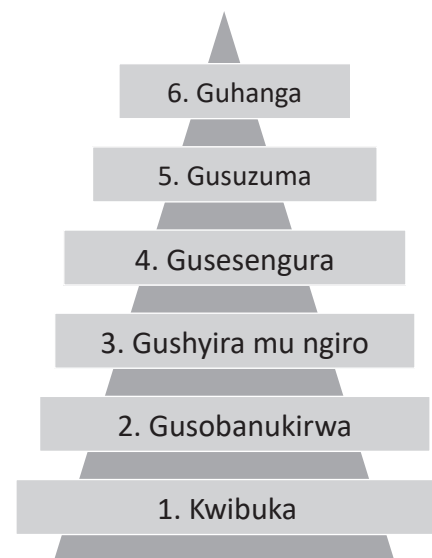 6. Guhanga
5. Gusuzuma
4. Gusesengura
3. Gushyira mu ngiro
2. Gusobanukirwa
1. Kwibuka